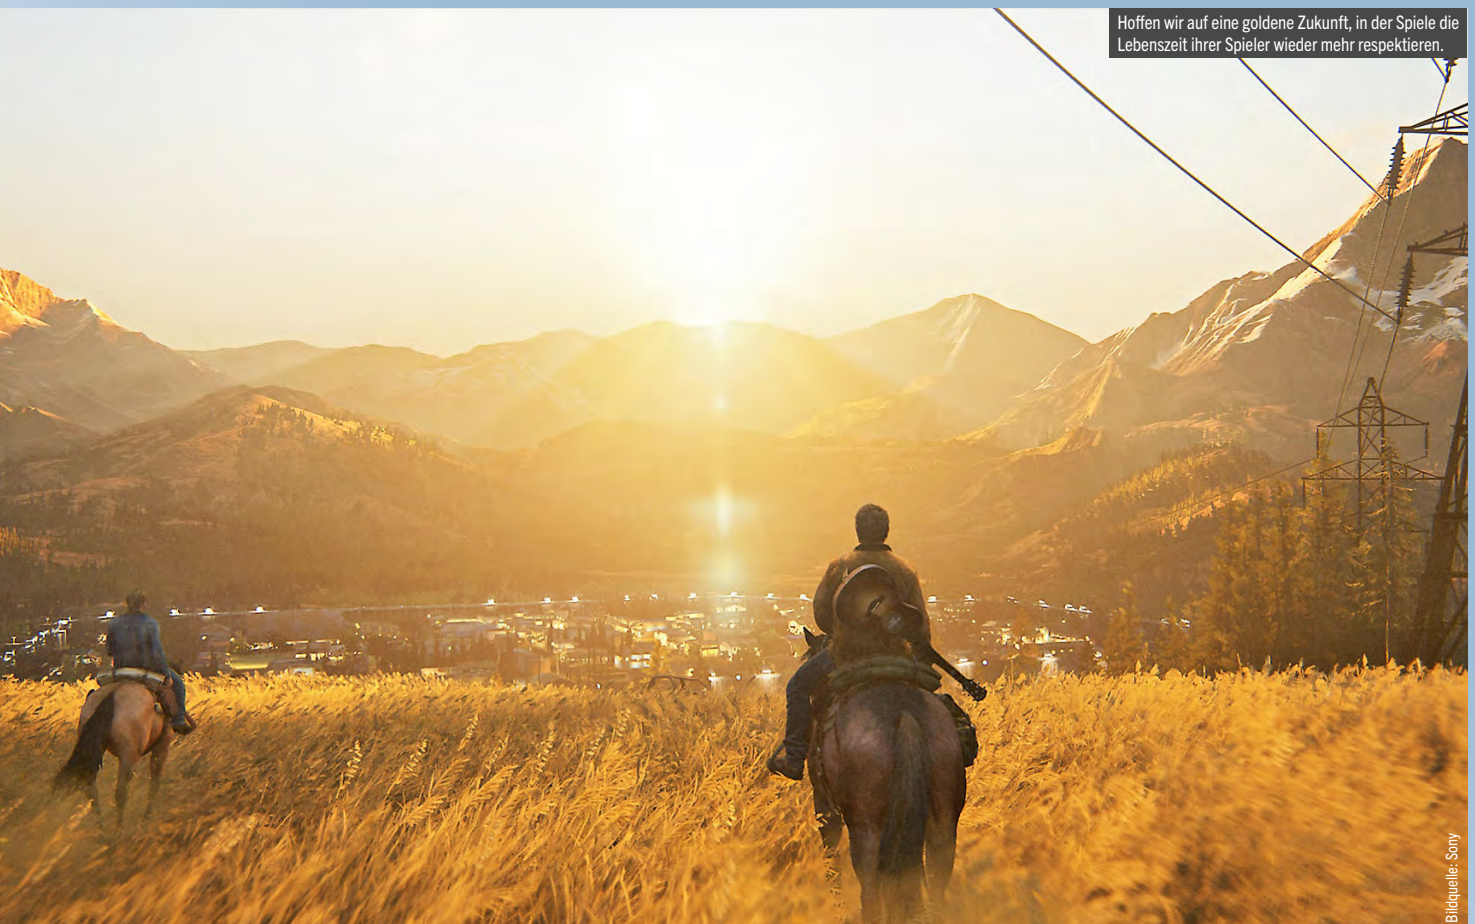 Hoffen wir auf eine goldene Zukunft, in der Spiele die
Lebenszeit ihrer Spieler wieder mehr respektieren.
Bildquelle: Sony